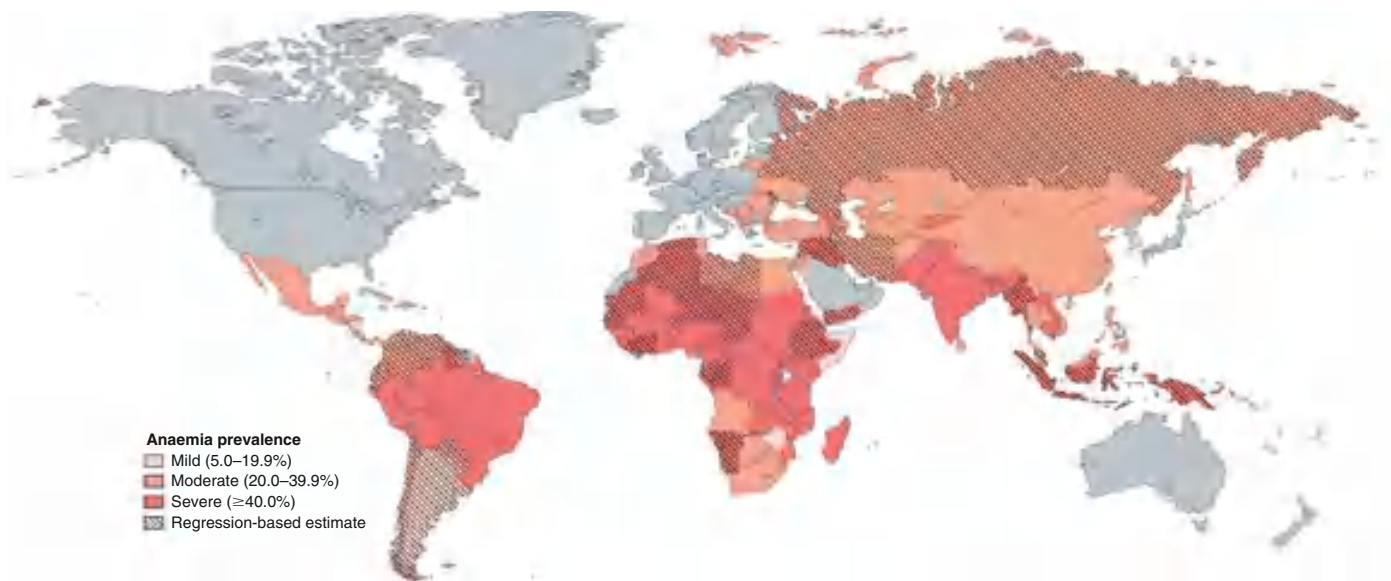 Anaemia prevalence
Mild (5.0–19.9%)
Moderate (20.0–39.9%)
Severe (≥40.0%)
Regression-based estimate